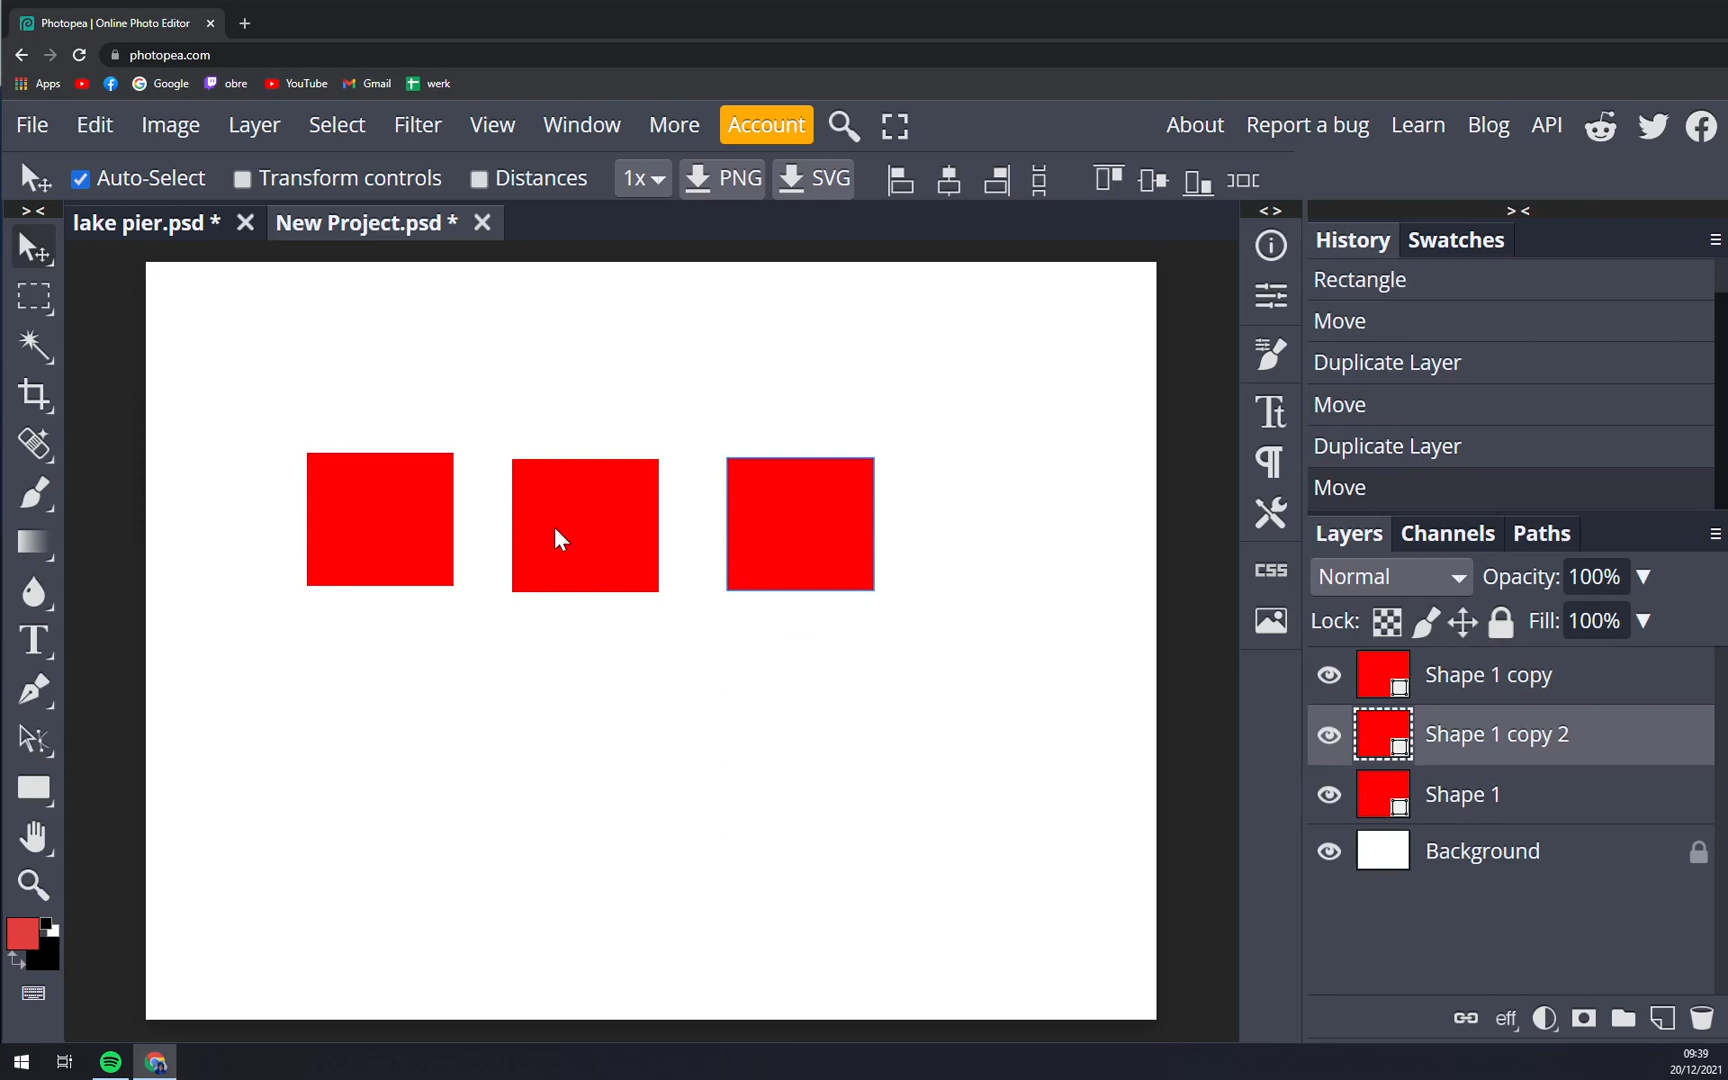 Photopea | Online Photo Editor
photopea.com
Apps Google obre YouTube Gmail werk
File Edit Image Layer Select Filter View Window More Account About Report a bug Learn Blog API
Auto-Select Transform controls Distances 1x PNG SVG
lake pier.psd * New Project.psd *
History Swatches
Rectangle
Move
Duplicate Layer
Move
Duplicate Layer
Move
Layers Channels Paths
Normal Opacity: 100%
Lock: Fill: 100%
Shape 1 copy
Shape 1 copy 2
Shape 1
Background
CSS
eff
09:39
20/12/2021